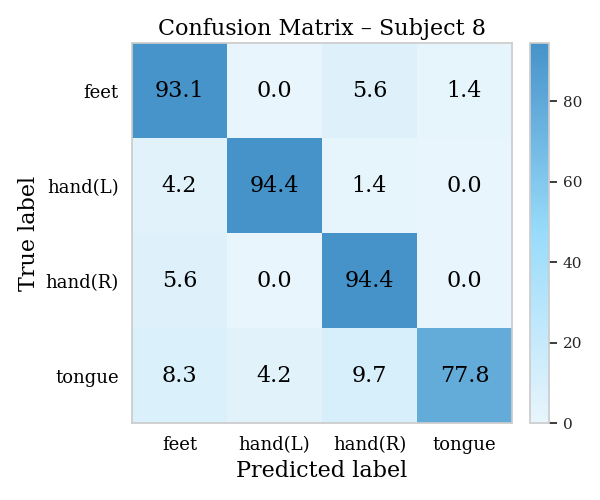 Confusion Matrix – Subject 8
feet 93.1 0.0 5.6 1.4
hand(L) 4.2 94.4 1.4 0.0
hand(R) 5.6 0.0 94.4 0.0
tongue 8.3 4.2 9.7 77.8
feet hand(L) hand(R) tongue
Predicted label
True label
80
60
40
20
0